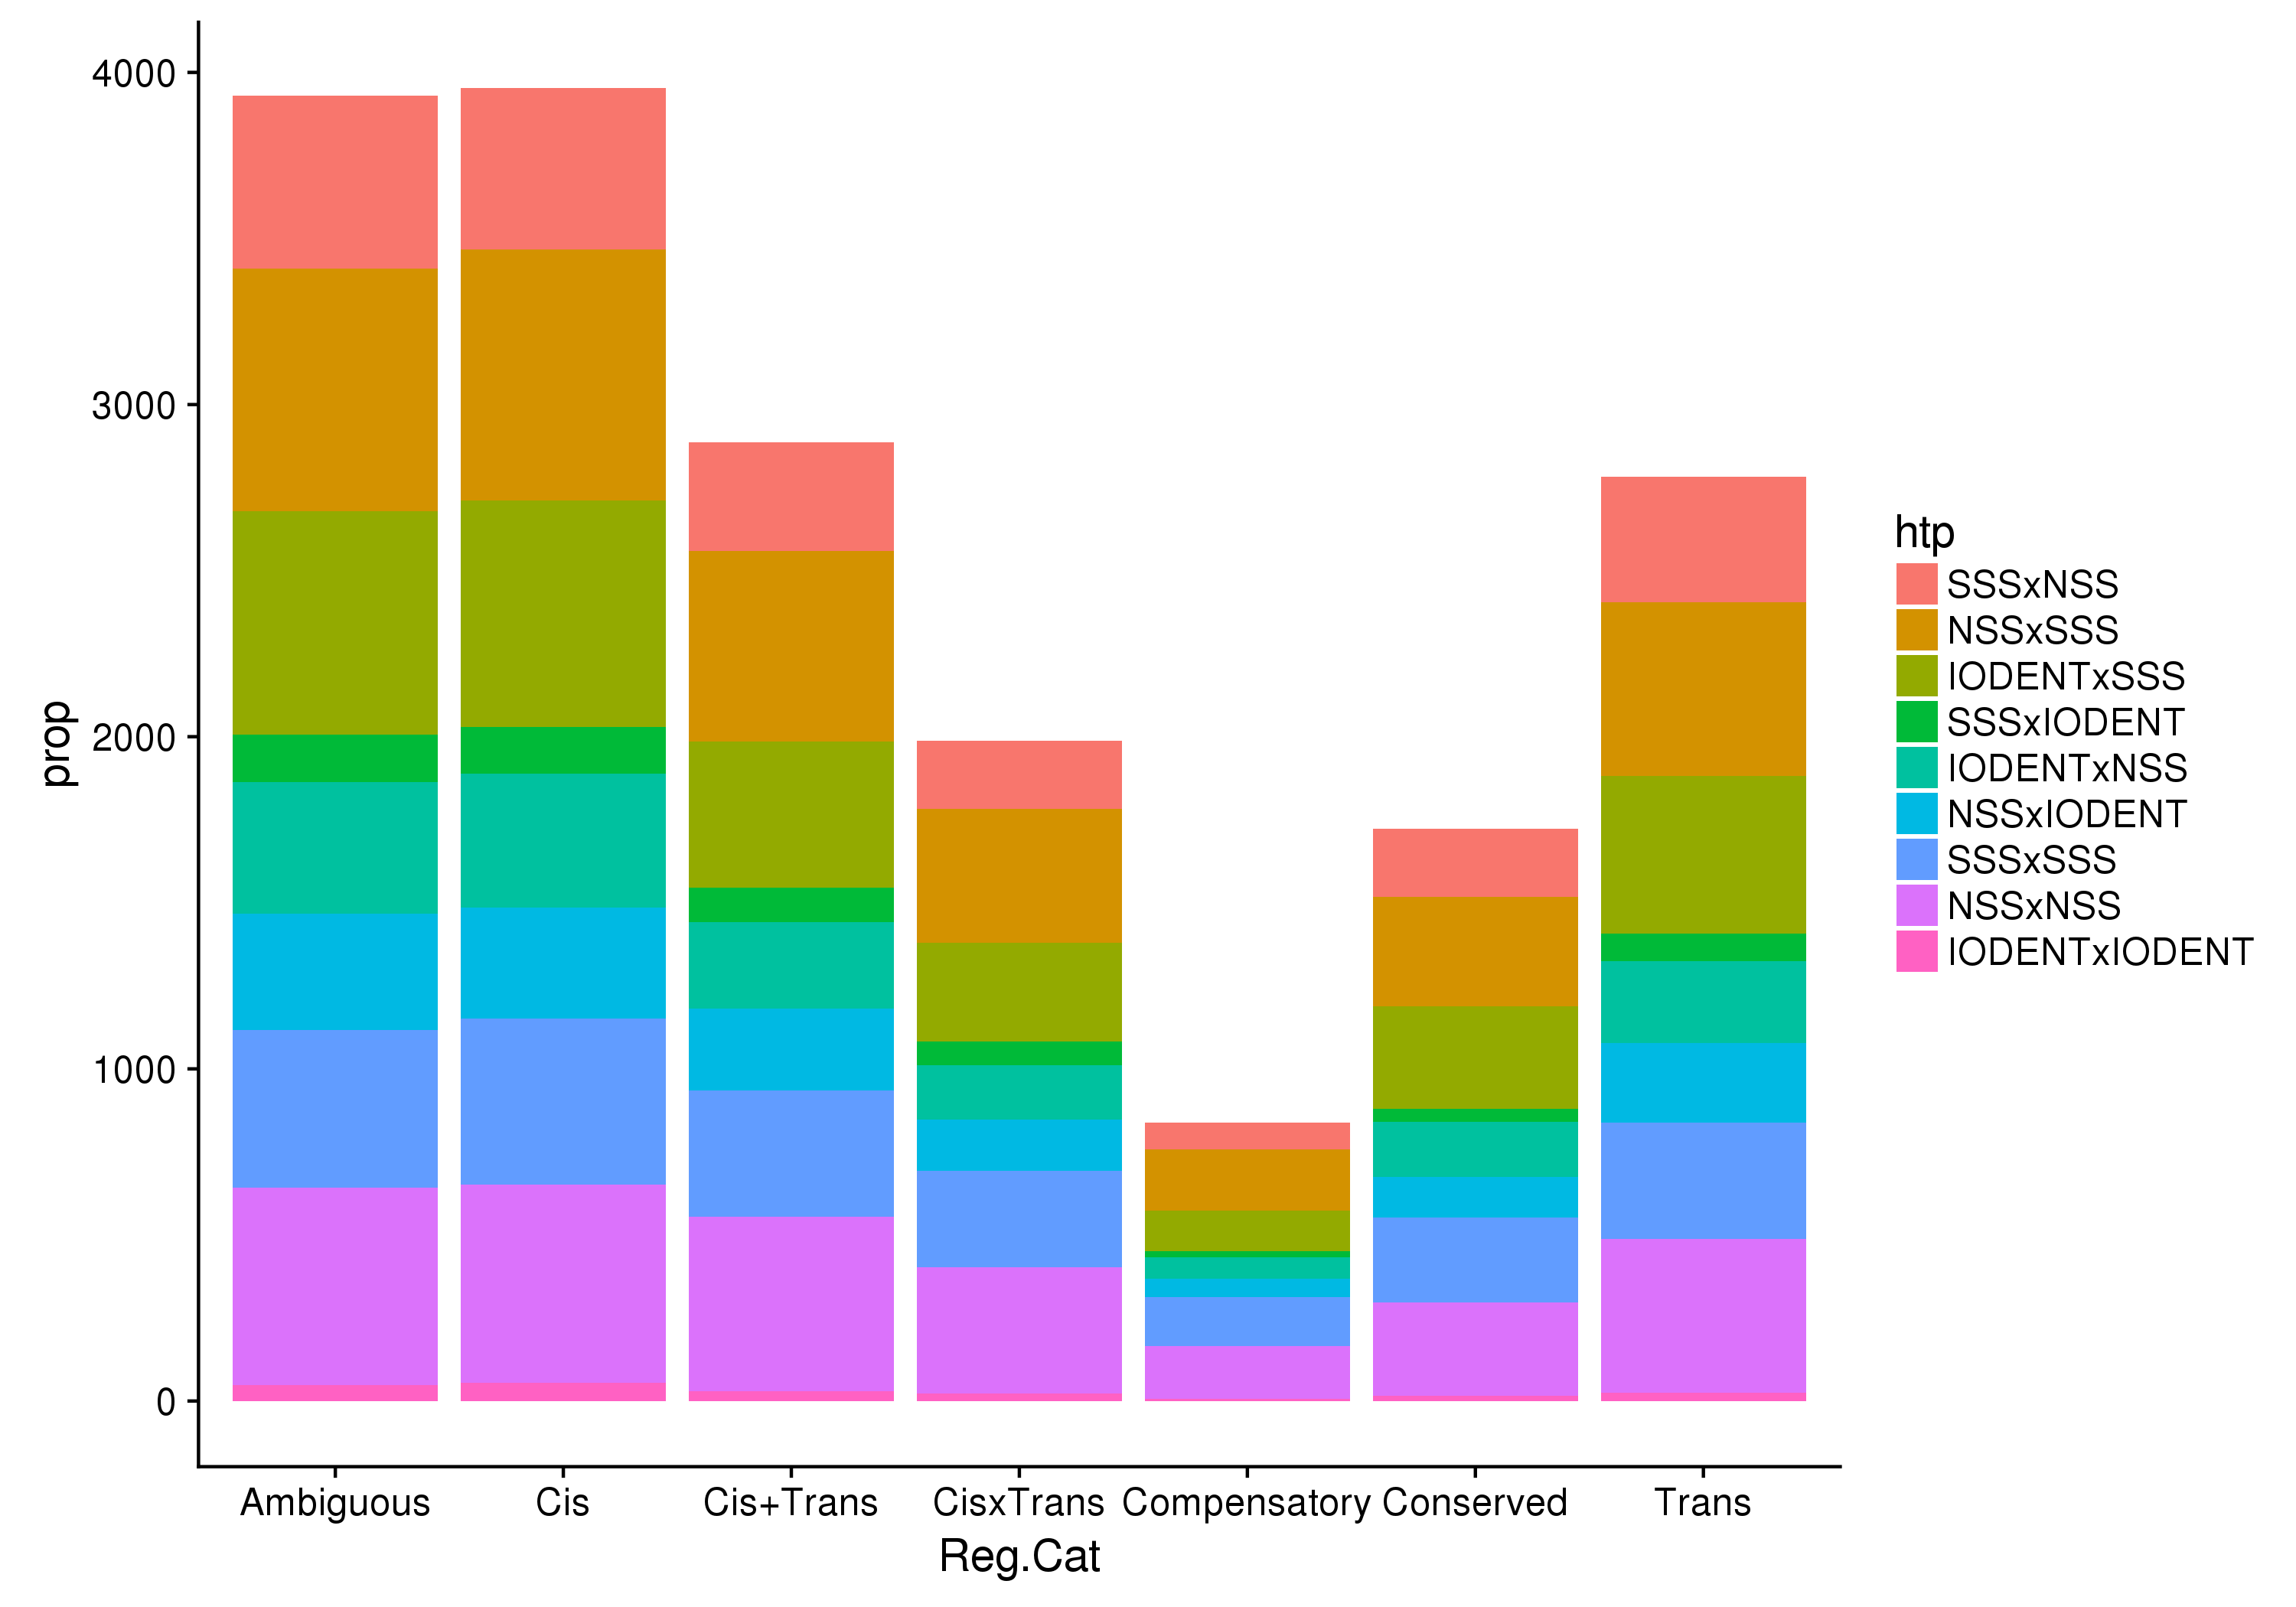 4000
3000
2000
1000
0
prop
Ambiguous
Cis
Cis+Trans
CisxTrans
Compensatory
Conserved
Trans
Reg.Cat
htp
SSSxNSS
NSSxSSS
IODENTxSSS
SSSxIODENT
IODENTxNSS
NSSxIODENT
SSSxSSS
NSSxNSS
IODENTxIODENT